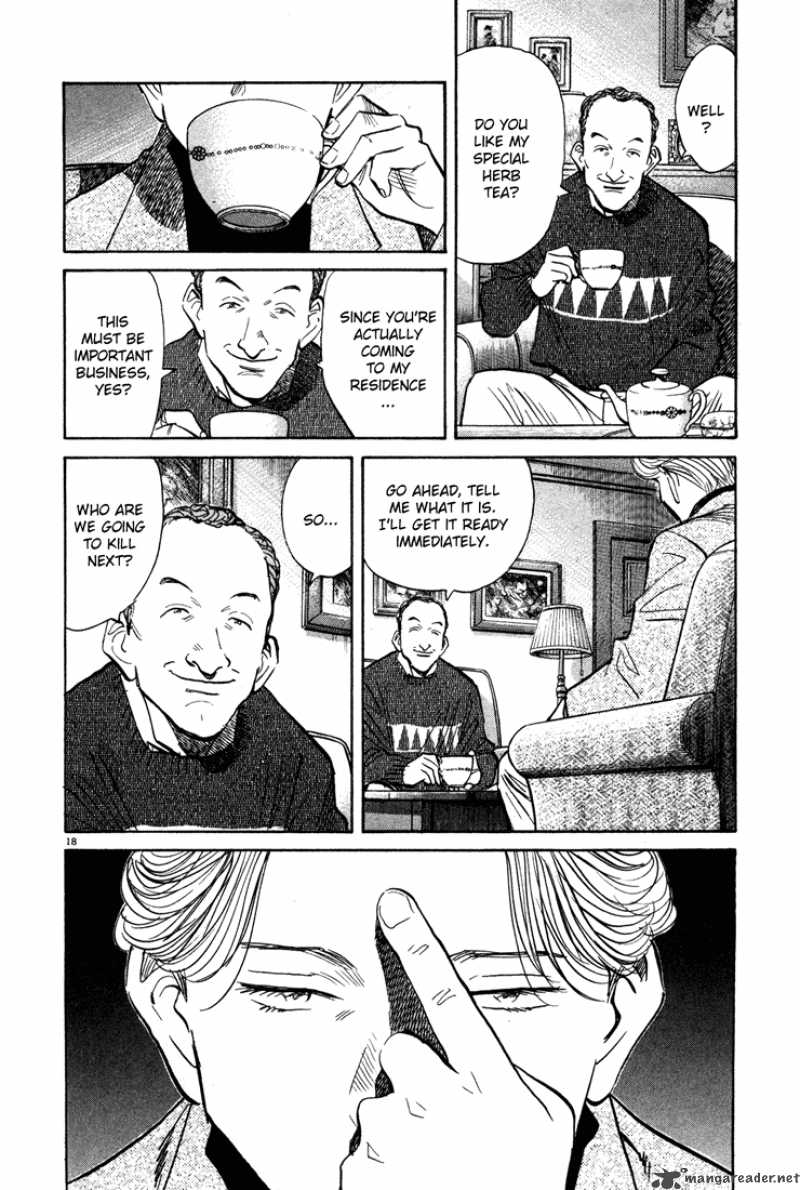 WELL
?
DO YOU
LIKE MY
SPECIAL
HERB
TEA?
SINCE YOU'RE
ACTUALLY
COMING
TO MY
RESIDENCE
...
THIS
MUST BE
IMPORTANT
BUSINESS,
YES?
GO AHEAD, TELL
ME WHAT IT IS.
I'LL GET IT READY
IMMEDIATELY.
SO...
WHO ARE
WE GOING
TO KILL
NEXT?
18
mangareader.net